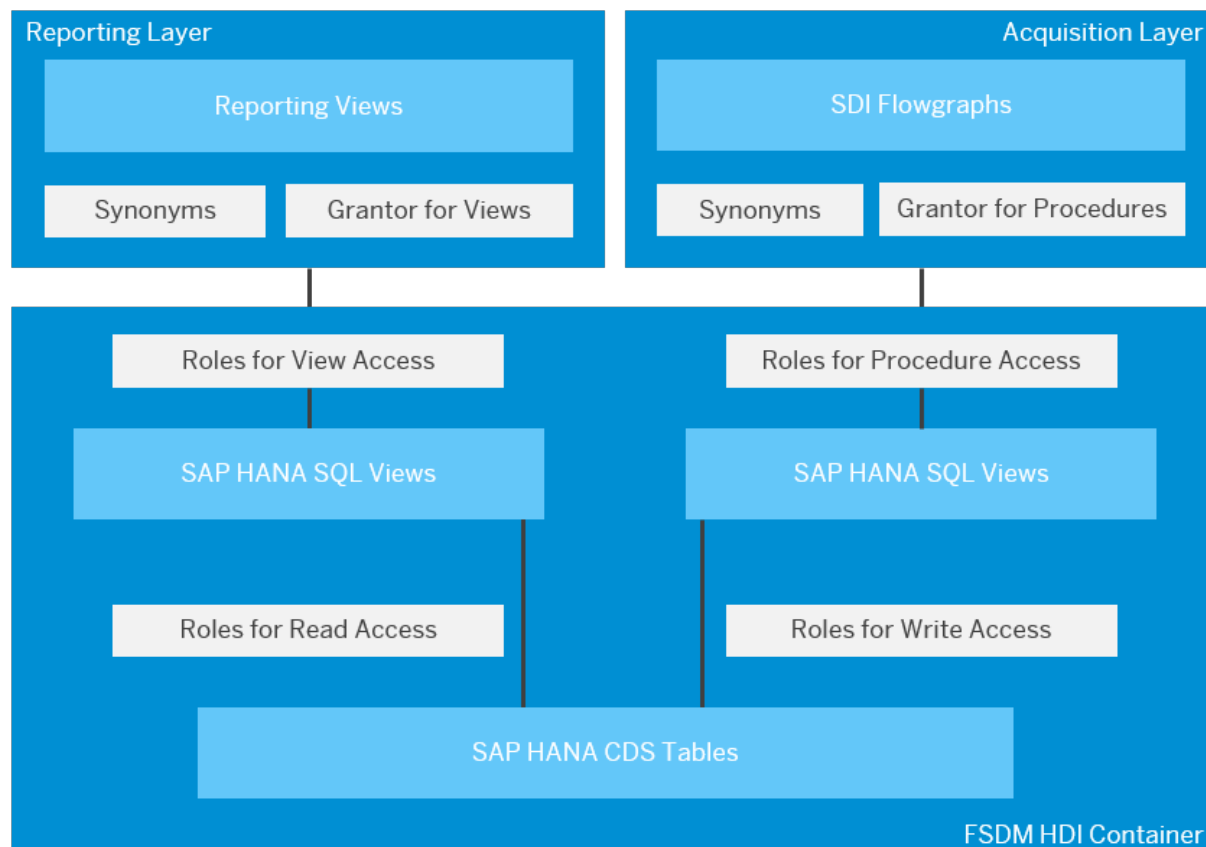 Reporting Layer
Reporting Views
Synonyms
Grantor for Views
Acquisition Layer
SDI Flowgraphs
Synonyms
Grantor for Procedures
Roles for View Access
Roles for Procedure Access
SAP HANA SQL Views
SAP HANA SQL Views
Roles for Read Access
Roles for Write Access
SAP HANA CDS Tables
FSDM HDI Container